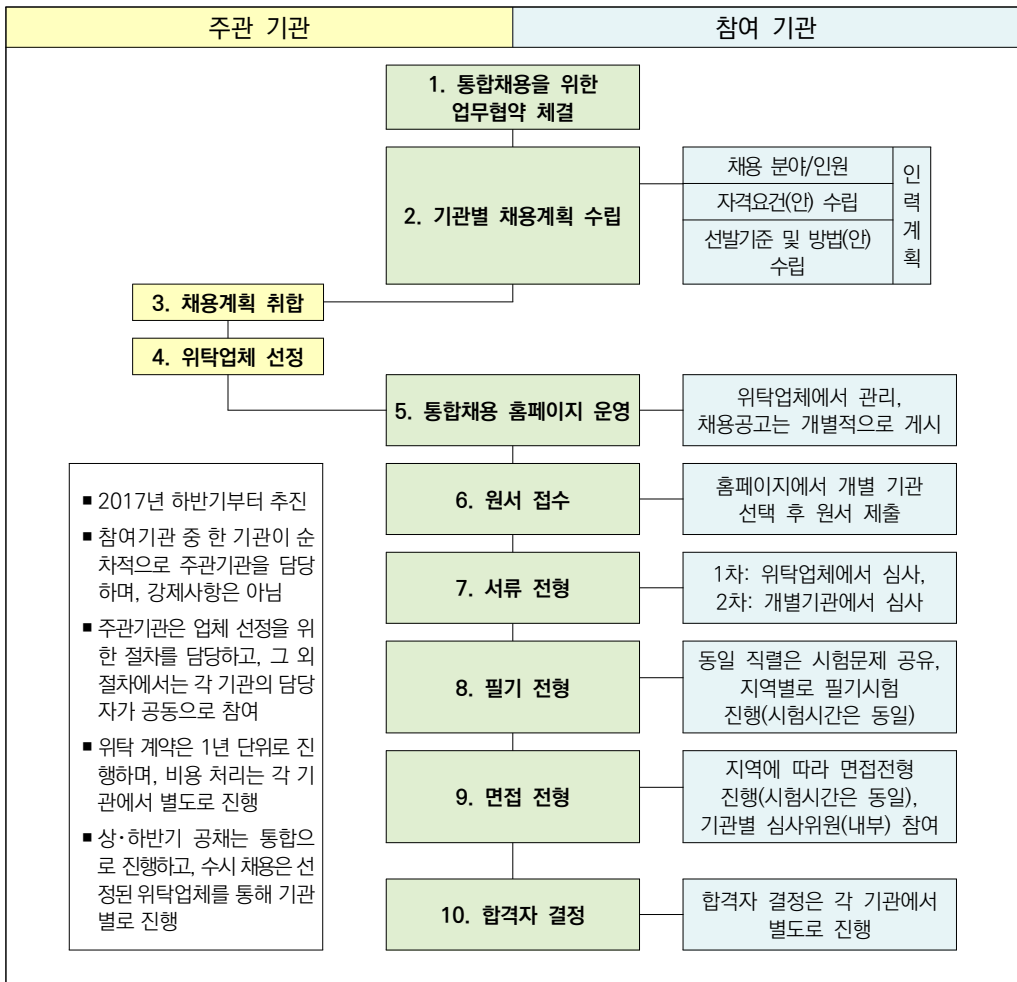 주관 기관
참여 기관
1. 통합채용을 위한
업무협약 체결
2. 기관별 채용계획 수립
채용 분야/인원
자격요건(안) 수립
선발기준 및 방법(안)
수립
인
력
계
획
3. 채용계획 취합
4. 위탁업체 선정
5. 통합채용 홈페이지 운영
위탁업체에서 관리,
채용공고는 개별적으로 게시
6. 원서 접수
홈페이지에서 개별 기관
선택 후 원서 제출
7. 서류 전형
1차: 위탁업체에서 심사,
2차: 개별기관에서 심사
8. 필기 전형
동일 직렬은 시험문제 공유,
지역별로 필기시험
진행(시험시간은 동일)
9. 면접 전형
지역에 따라 면접전형
진행(시험시간은 동일),
기관별 심사위원(내부) 참여
10. 합격자 결정
합격자 결정은 각 기관에서
별도로 진행
■ 2017년 하반기부터 추진
■ 참여기관 중 한 기관이 순
차적으로 주관기관을 담당
하며, 강제사항은 아님
■ 주관기관은 업체 선정을 위
한 절차를 담당하고, 그 외
절차에서는 각 기관의 담당
자가 공동으로 참여
■ 위탁 계약은 1년 단위로 진
행하며, 비용 처리는 각 기
관에서 별도로 진행
■ 상·하반기 공채는 통합으
로 진행하고, 수시 채용은 선
정된 위탁업체를 통해 기관
별로 진행